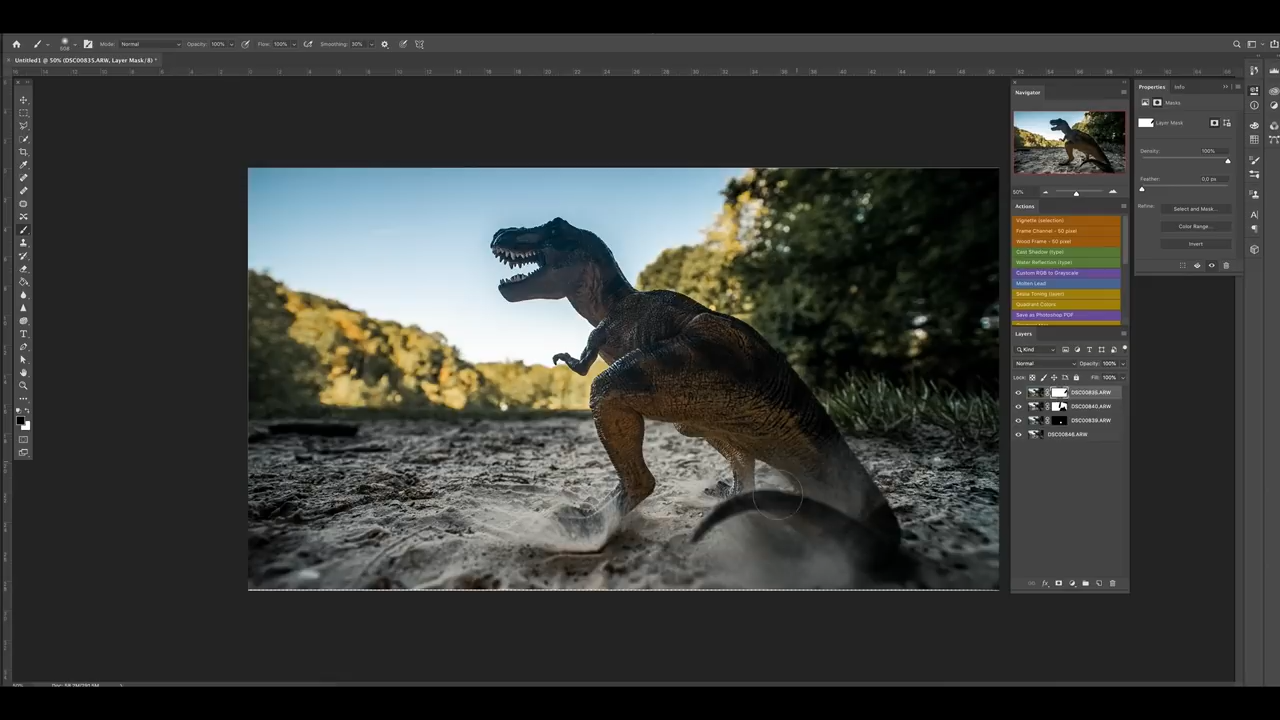 Mode: Normal Opacity: 100% Flow: 100% Smoothing: 30%
Untitled1 @ 50% (DSC00835.ARW, Layer Mask/8) *
Navigator
50%
Actions
Vignette (selection)
Frame Channel - 50 pixel
Wood Frame - 50 pixel
Cast Shadow (type)
Water Reflection (type)
Custom RGB to Grayscale
Molten Lead
Sepia Toning (layer)
Quadrant Colors
Save as Photoshop PDF
Layers
Kind
Normal Opacity: 100%
Lock: Fill: 100%
DSC00835.ARW
DSC00840.ARW
DSC00839.ARW
DSC00846.ARW
Properties Info
Masks
Layer Mask
Density: 100%
Feather: 0,0 px
Refine: Select and Mask...
Color Range...
Invert